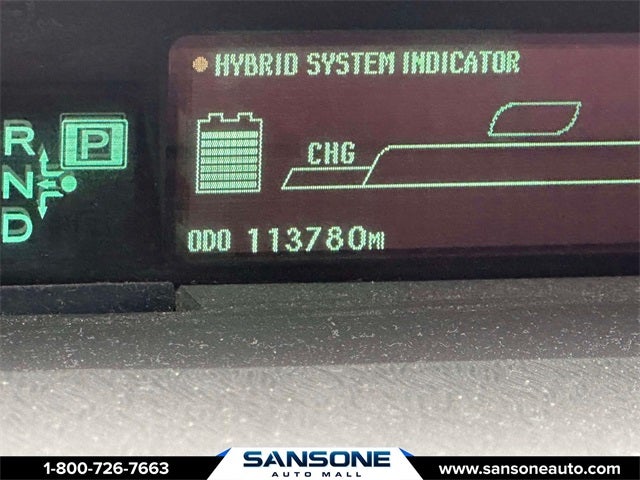 HYBRID SYSTEM INDICATOR
R
P
N
D
CHG
ODO 113780MI
1-800-726-7663
SANSONE
AUTO MALL
www.sansoneauto.com